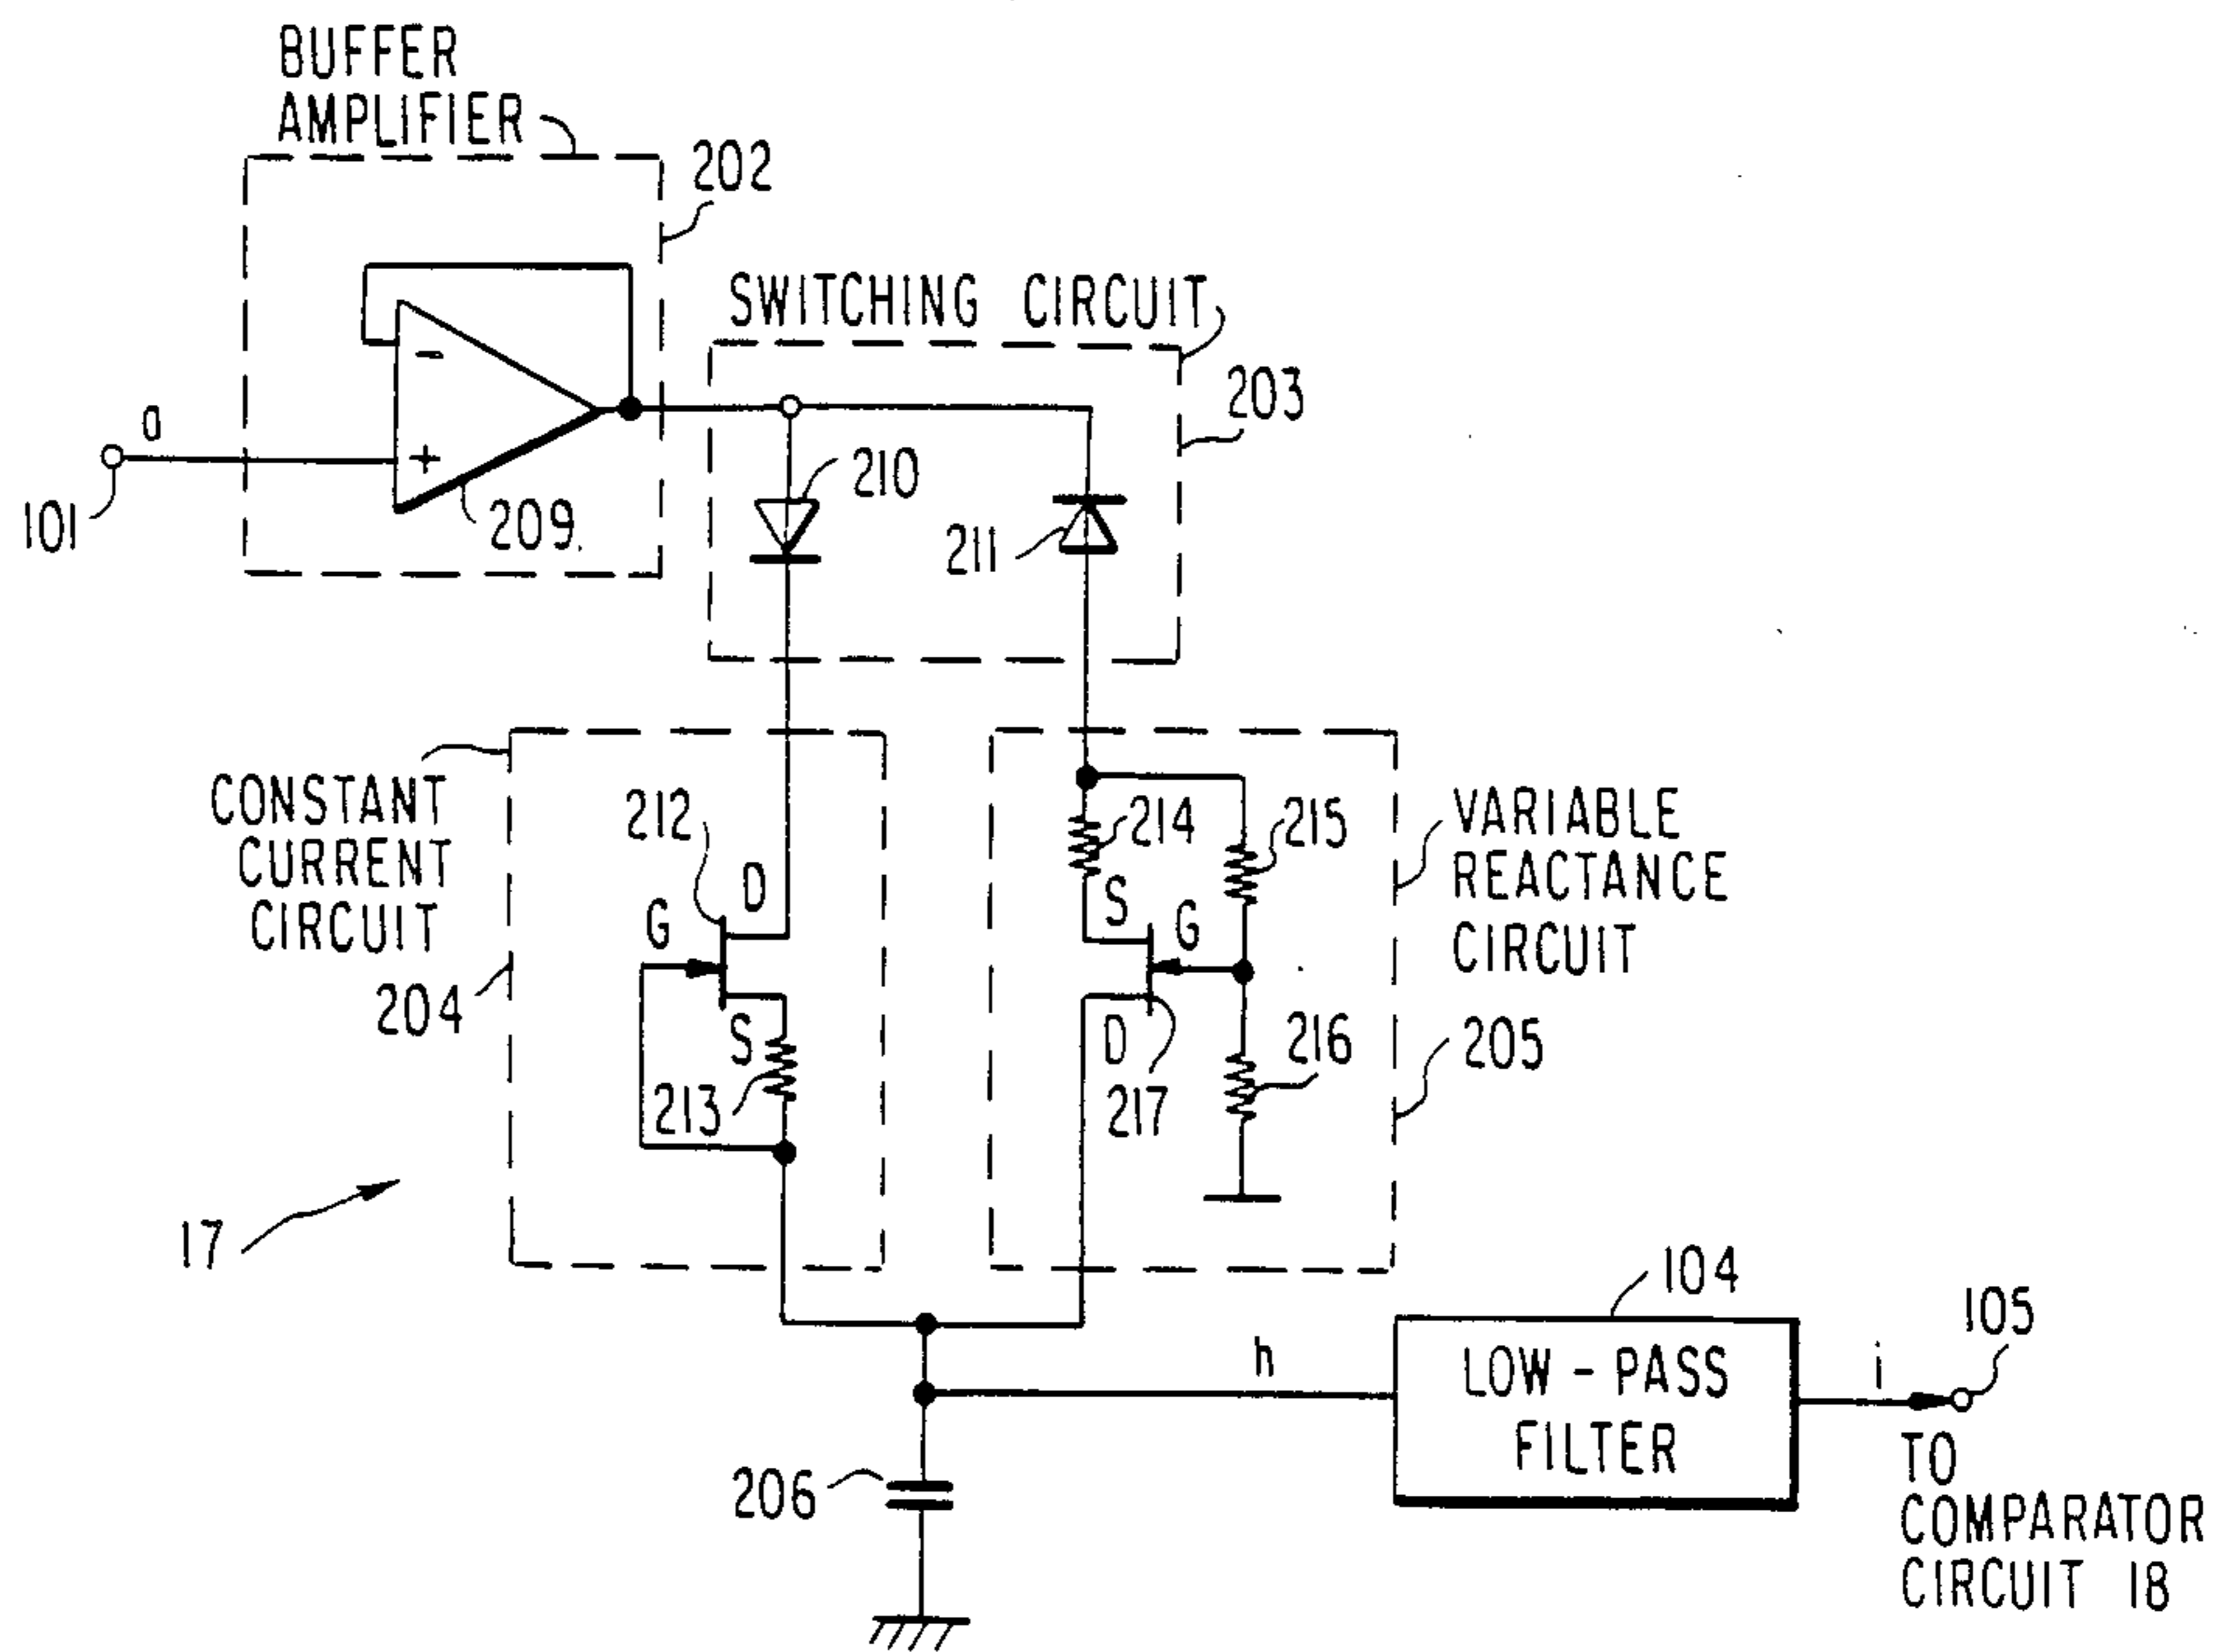 BUFFER
AMPLIFIER
202
SWITCHING CIRCUIT
203
a
-
+
101
209
210
211
CONSTANT
CURRENT
CIRCUIT
204
212
G
D
S
213
214
215
S
G
D
217
216
VARIABLE
REACTANCE
CIRCUIT
205
17
104
105
h
LOW-PASS
FILTER
i
206
TO
COMPARATOR
CIRCUIT 18